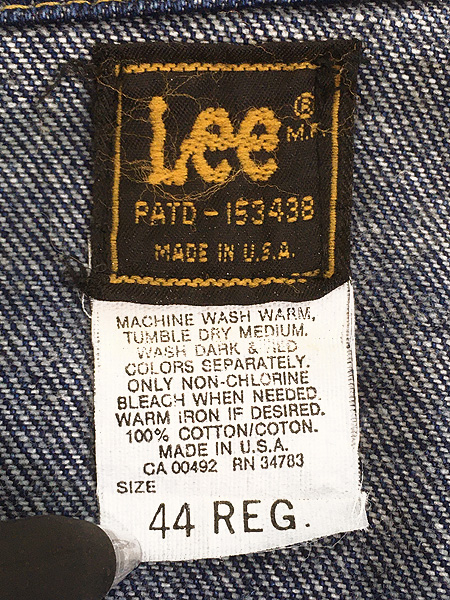 Lee®
M.R.
PATD-153438
MADE IN U.S.A.
MACHINE WASH WARM,
TUMBLE DRY MEDIUM.
WASH DARK & RED
COLORS SEPARATELY.
ONLY NON-CHLORINE
BLEACH WHEN NEEDED.
WARM IRON IF DESIRED.
100% COTTON/COTON.
MADE IN U.S.A.
CA 00492 RN 34783
SIZE
44 REG.